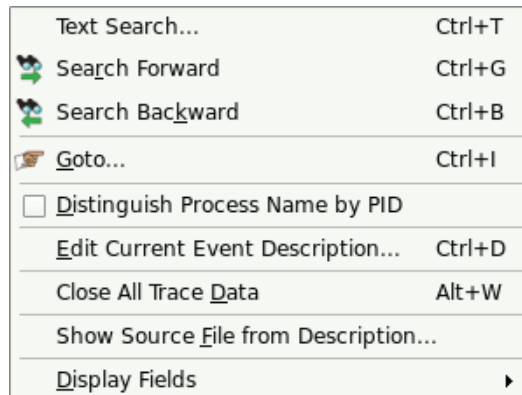 Text Search... Ctrl+T
Search Forward Ctrl+G
Search Backward Ctrl+B
Goto... Ctrl+I
Distinguish Process Name by PID
Edit Current Event Description... Ctrl+D
Close All Trace Data Alt+W
Show Source File from Description...
Display Fields